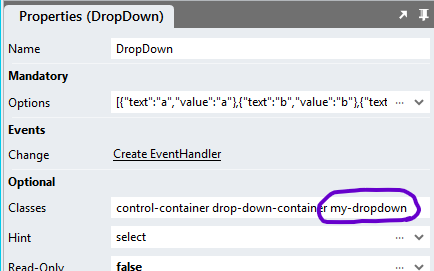 Properties (DropDown)
Name DropDown
Mandatory
Options [{"text":"a","value":"a"},{"text":"b","value":"b"},{"text ...
Events
Change Create EventHandler
Optional
Classes control-container drop-down-container my-dropdown
Hint select ...
Read-Only false